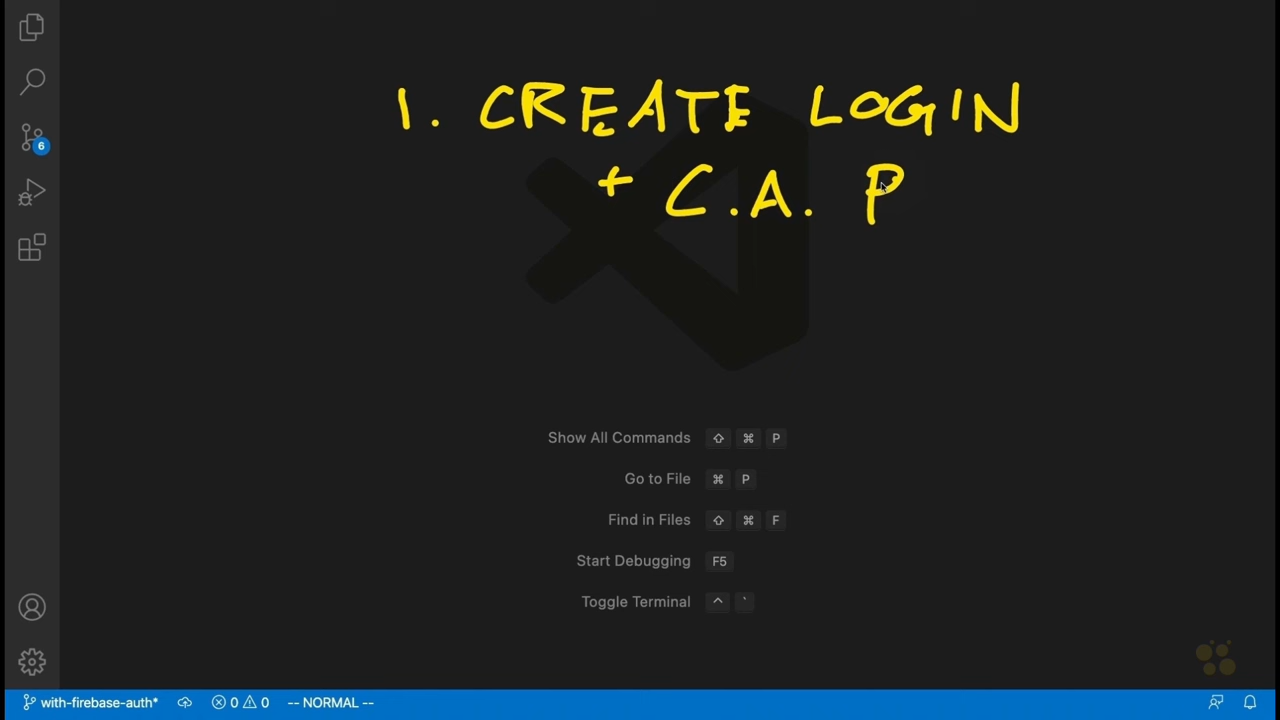 1. CREATE LOGIN
+ C.A. P
6
Show All Commands ⇧ ⌘ P
Go to File ⌘ P
Find in Files ⇧ ⌘ F
Start Debugging F5
Toggle Terminal ^ `
with-firebase-auth* 0 0 -- NORMAL --